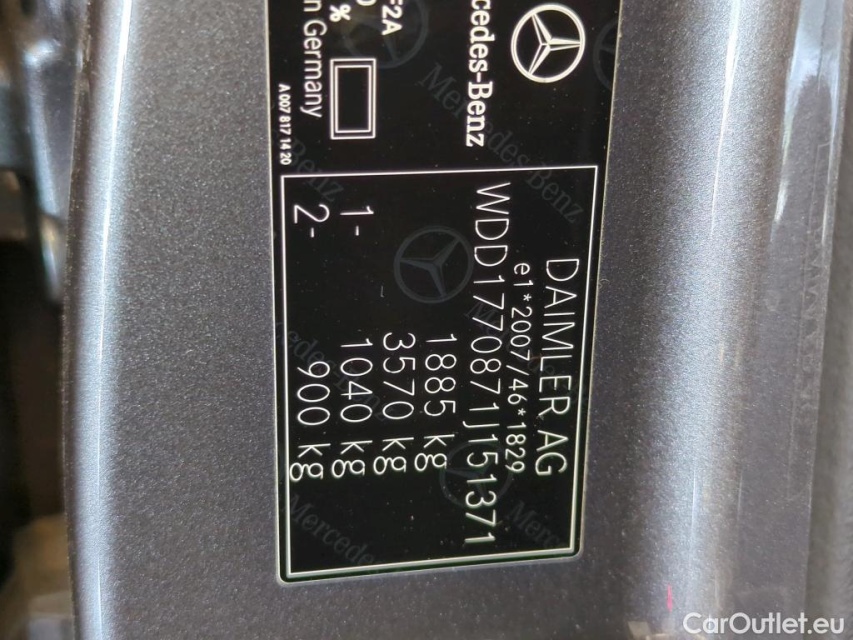 Mercedes-Benz
F2A
%
n Germany
A 007 817 14 20
DAIMLER AG
e1*2007/46*1829
WDD1770871J151371
1885 kg
3570 kg
1- 1040 kg
2- 900 kg
CarOutlet.eu